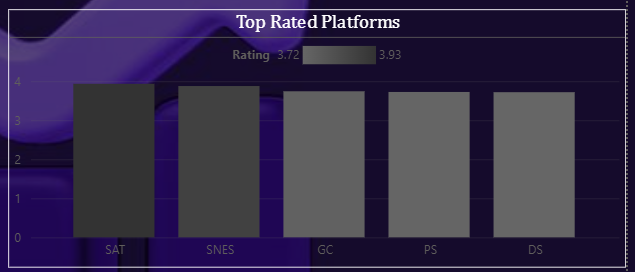 Top Rated Platforms
Rating 3.72 3.93
4
3
2
1
0
SAT SNES GC PS DS